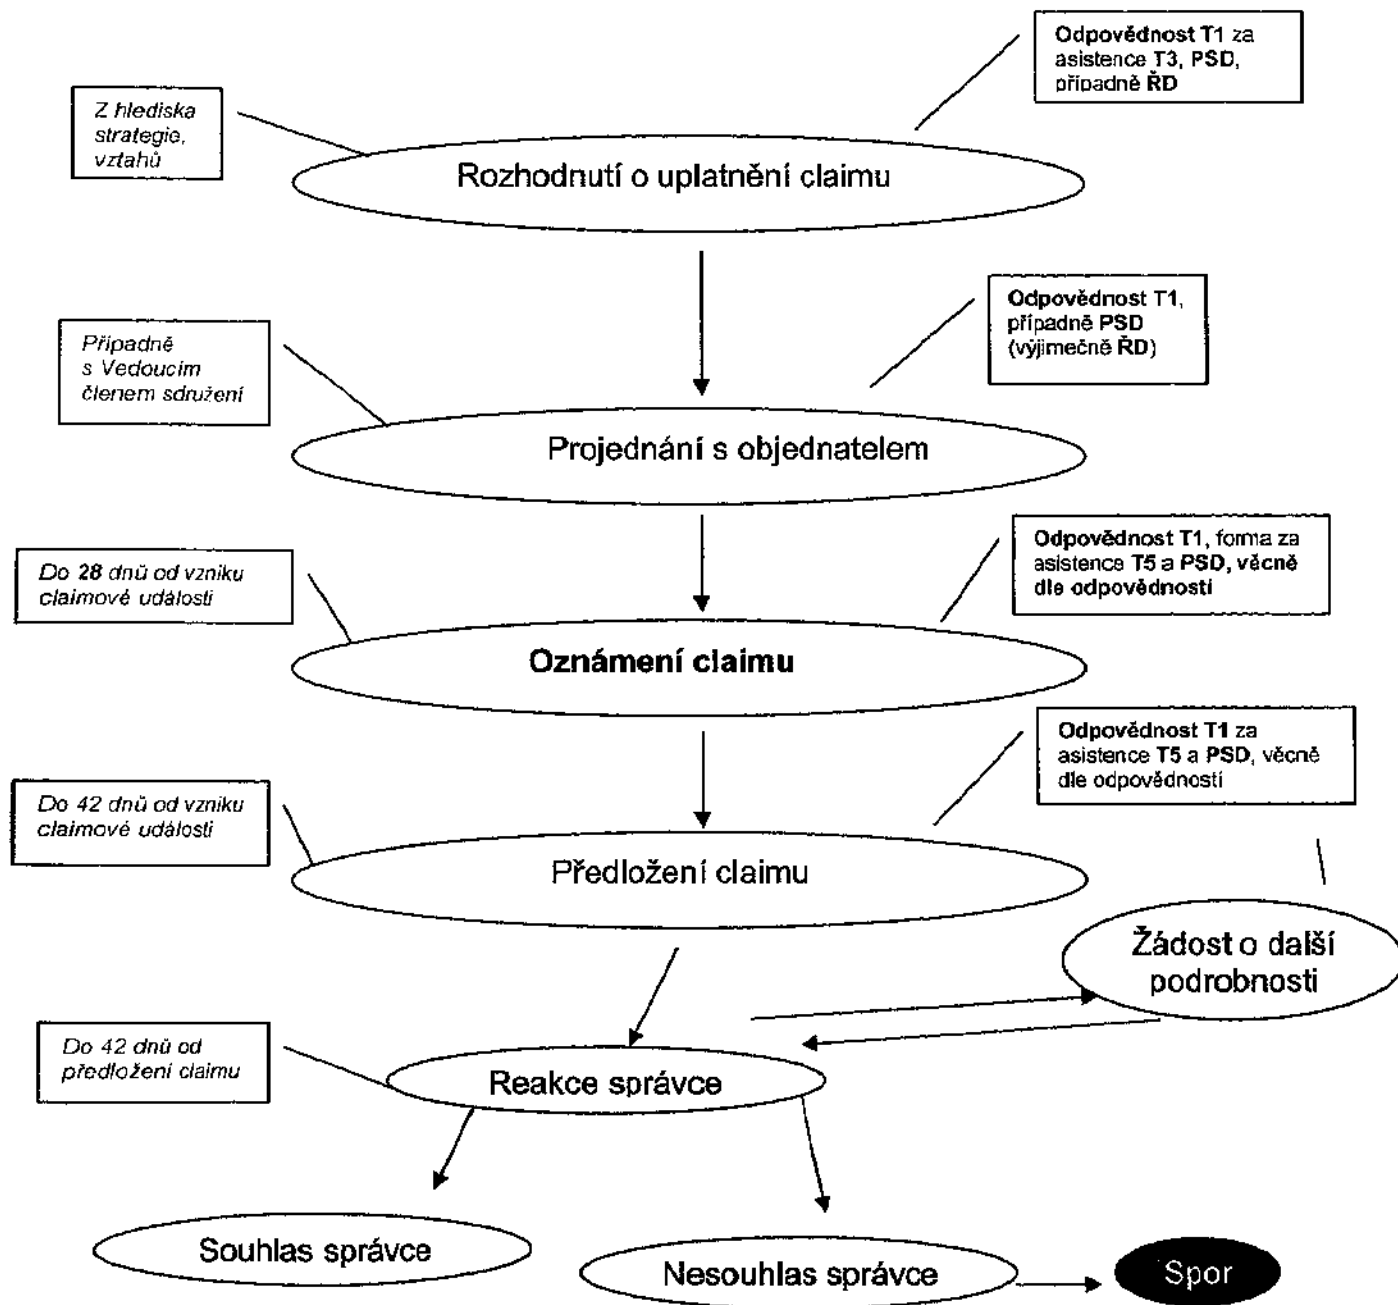 Odpovědnost T1 za
asistence T3, PSD,
případně ŘD
Z hlediska
strategie,
vztahů
Rozhodnutí o uplatnění claimu
Odpovědnost T1,
případně PSD
(výjimečně ŘD)
Případně
s Vedoucím
členem sdružení
Projednání s objednatelem
Odpovědnost T1, forma za
asistence T5 a PSD, věcně
dle odpovědností
Do 28 dnů od vzniku
claimové události
Oznámení claimu
Odpovědnost T1 za
asistence T5 a PSD, věcně
dle odpovědností
Do 42 dnů od vzniku
claimové události
Předložení claimu
Žádost o další
podrobnosti
Do 42 dnů od
předložení claimu
Reakce správce
Souhlas správce
Nesouhlas správce
Spor